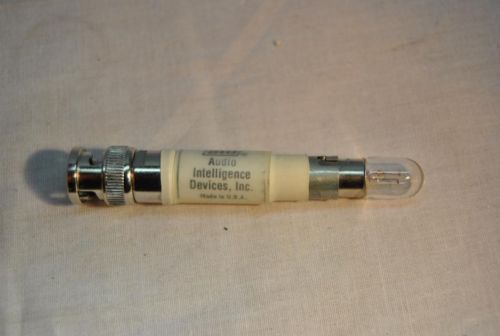 Audio
Intelligence
Devices, Inc.
Made in U.S.A.